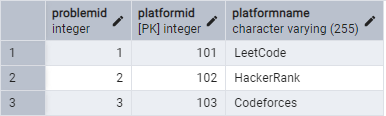 problemid platformid platformname
integer [PK] integer character varying (255)
1 1 101 LeetCode
2 2 102 HackerRank
3 3 103 Codeforces